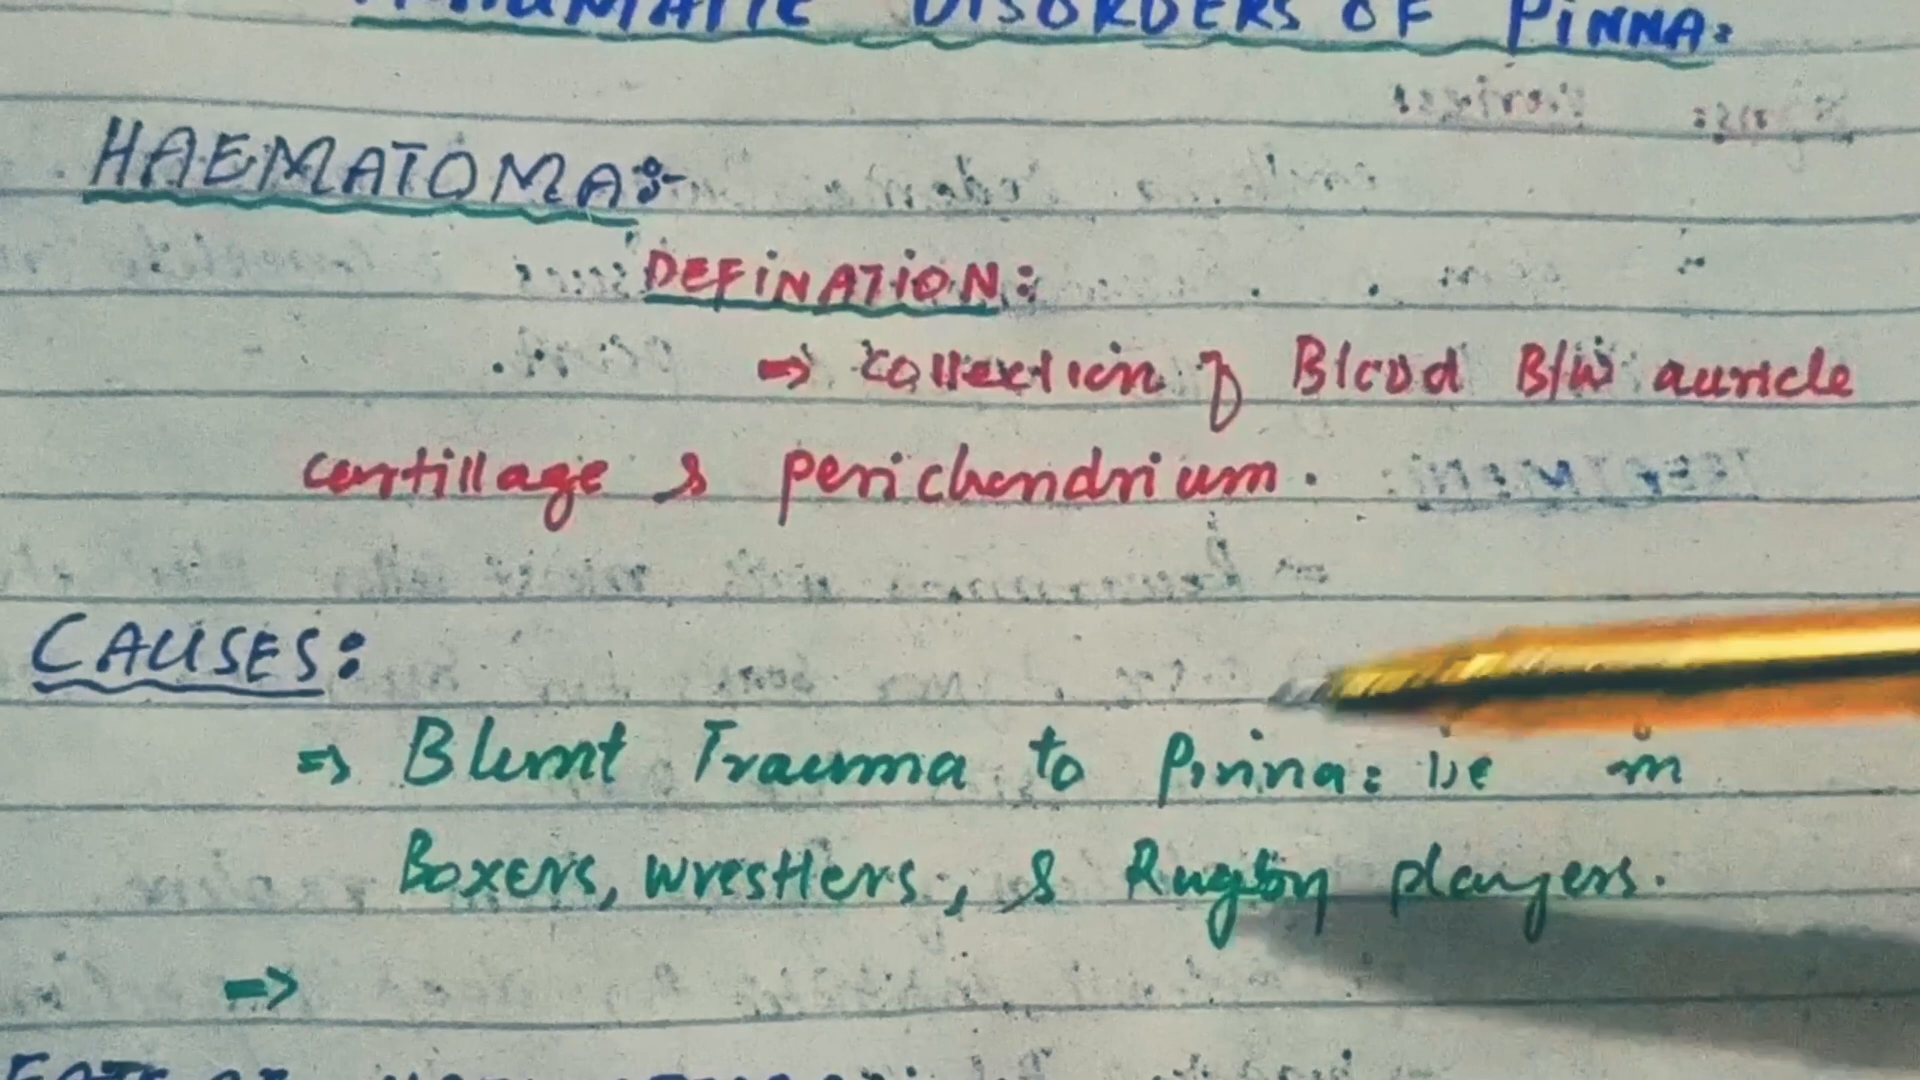 DISORDERS OF PiNNA:
HAEMATOMA:-
DEFiNATiON:
⇒ collection of Blood B/w auricle
cartillage & perichondrium.
CAUSES:
⇒ Blunt Trauma to Pinna: ie in
Boxers, wrestlers, & Rugby players.
⇒